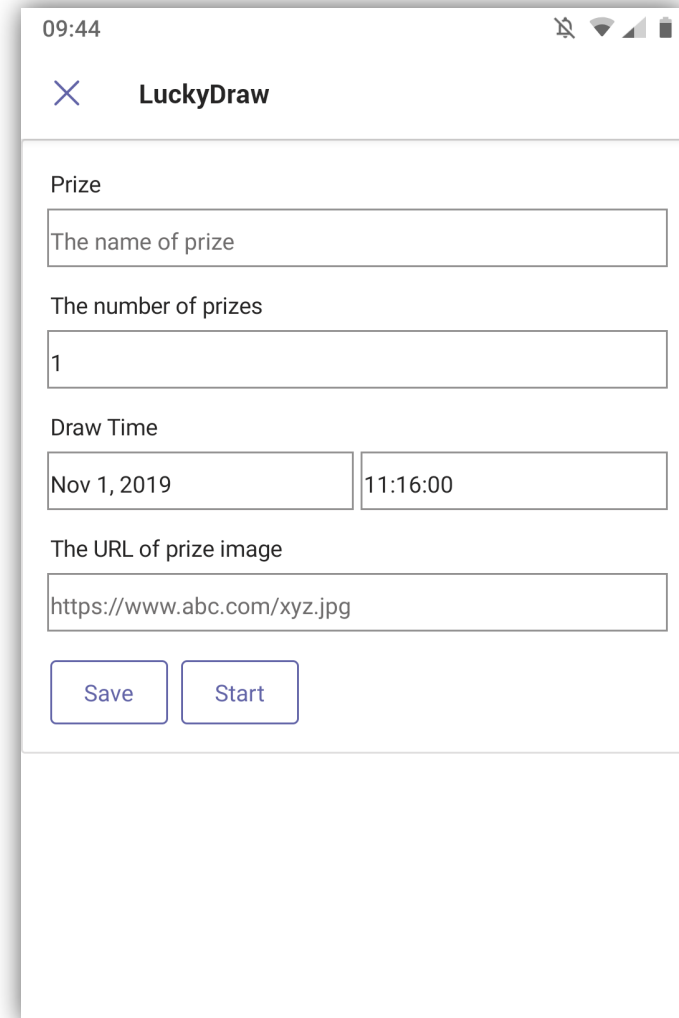 09:44
LuckyDraw
Prize
The name of prize
The number of prizes
1
Draw Time
Nov 1, 2019 11:16:00
The URL of prize image
https://www.abc.com/xyz.jpg
Save Start